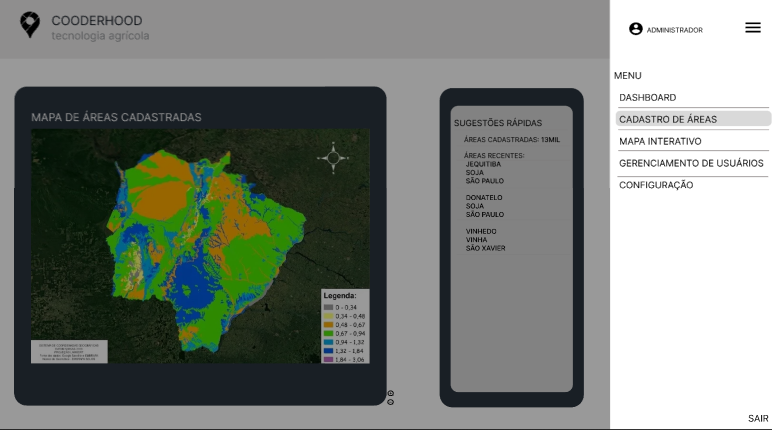 COODERHOOD
tecnologia agrícola
ADMINISTRADOR
MENU
DASHBOARD
CADASTRO DE ÁREAS
MAPA INTERATIVO
GERENCIAMENTO DE USUÁRIOS
CONFIGURAÇÃO
SAIR
MAPA DE ÁREAS CADASTRADAS
Legenda:
0 - 0,34
0,34 - 0,48
0,48 - 0,67
0,67 - 0,94
0,94 - 1,32
1,32 - 1,84
1,84 - 3,06
SUGESTÕES RÁPIDAS
ÁREAS CADASTRADAS: 13MIL
ÁREAS RECENTES:
JEQUITIBA
SOJA
SÃO PAULO
DONATELO
SOJA
SÃO PAULO
VINHEDO
VINHA
SÃO XAVIER